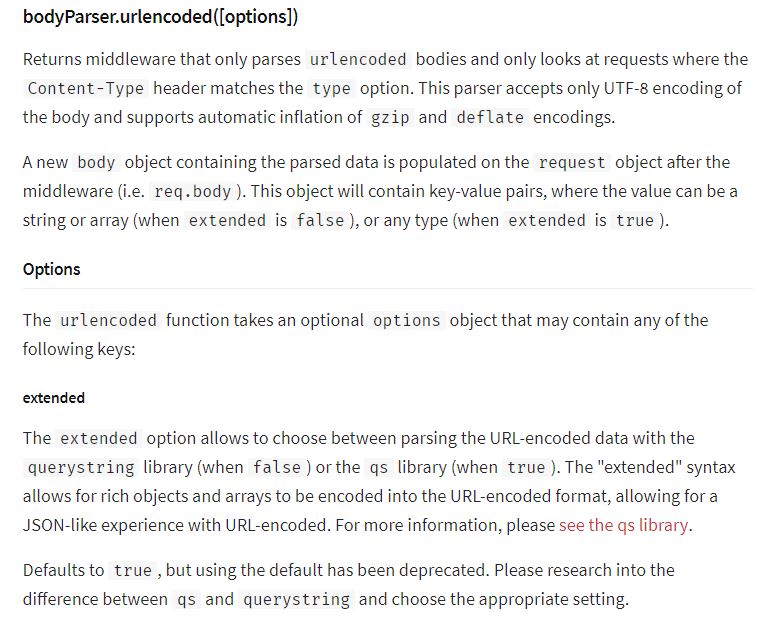 bodyParser.urlencoded([options])
Returns middleware that only parses urlencoded bodies and only looks at requests where the
Content-Type header matches the type option. This parser accepts only UTF-8 encoding of
the body and supports automatic inflation of gzip and deflate encodings.
A new body object containing the parsed data is populated on the request object after the
middleware (i.e. req.body ). This object will contain key-value pairs, where the value can be a
string or array (when extended is false ), or any type (when extended is true ).
Options
The urlencoded function takes an optional options object that may contain any of the
following keys:
extended
The extended option allows to choose between parsing the URL-encoded data with the
querystring library (when false ) or the qs library (when true ). The "extended" syntax
allows for rich objects and arrays to be encoded into the URL-encoded format, allowing for a
JSON-like experience with URL-encoded. For more information, please see the qs library.
Defaults to true , but using the default has been deprecated. Please research into the
difference between qs and querystring and choose the appropriate setting.